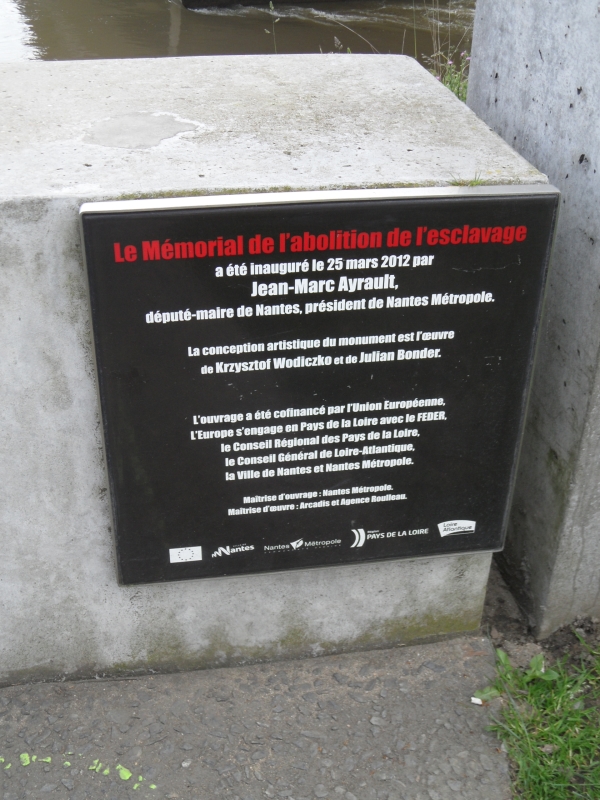 Le Mémorial de l'abolition de l'esclavage
a été inauguré le 25 mars 2012 par
Jean-Marc Ayrault,
député-maire de Nantes, président de Nantes Métropole.
La conception artistique du monument est l'œuvre
de Krzysztof Wodiczko et de Julian Bonder.
L'ouvrage a été cofinancé par l'Union Européenne,
L'Europe s'engage en Pays de la Loire avec le FEDER,
le Conseil Régional des Pays de la Loire,
le Conseil Général de Loire-Atlantique,
la Ville de Nantes et Nantes Métropole.
Maîtrise d'ouvrage : Nantes Métropole.
Maîtrise d'œuvre : Arcadis et Agence Roulleau.
Nantes
Nantes Métropole
Région
PAYS DE LA LOIRE
Loire
Atlantique